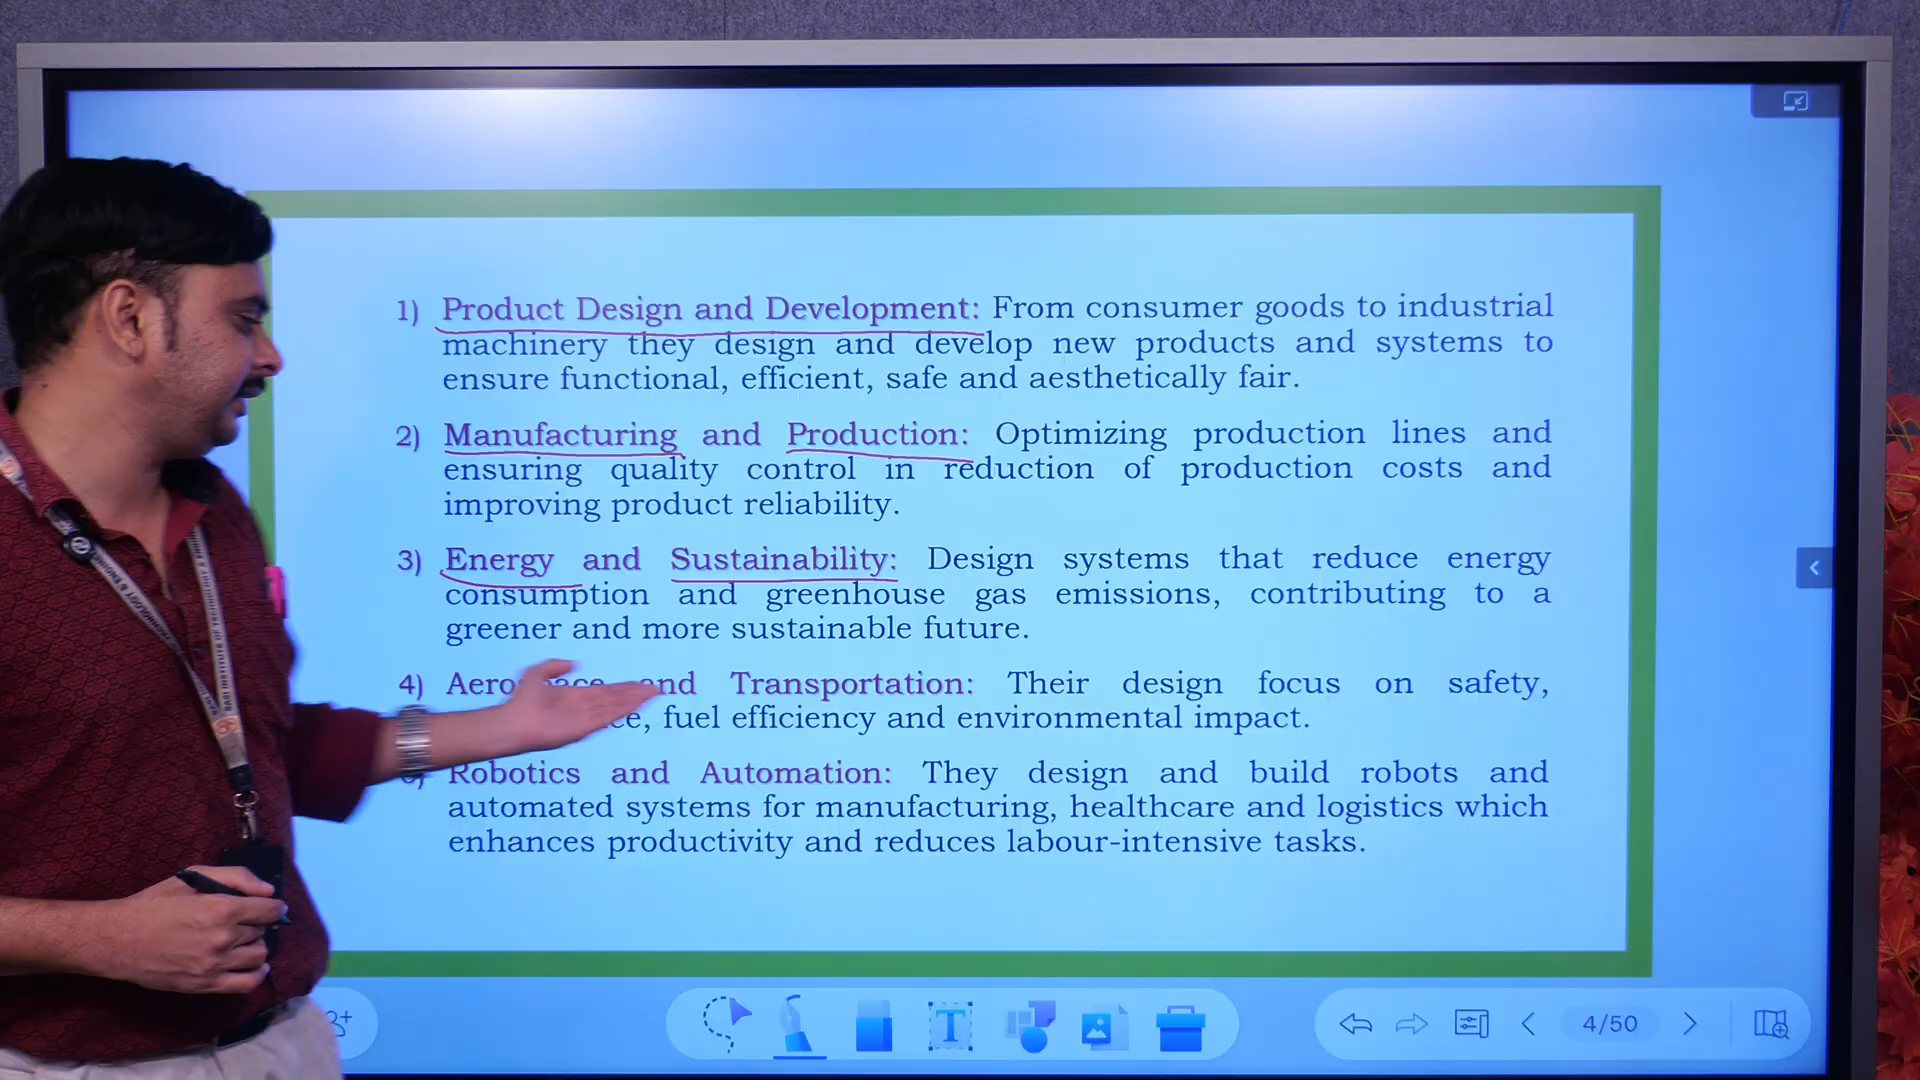 1) Product Design and Development: From consumer goods to industrial
machinery they design and develop new products and systems to
ensure functional, efficient, safe and aesthetically fair.
2) Manufacturing and Production: Optimizing production lines and
ensuring quality control in reduction of production costs and
improving product reliability.
3) Energy and Sustainability: Design systems that reduce energy
consumption and greenhouse gas emissions, contributing to a
greener and more sustainable future.
4) and Transportation: Their design focus on safety,
fuel efficiency and environmental impact.
Robotics and Automation: They design and build robots and
automated systems for manufacturing, healthcare and logistics which
enhances productivity and reduces labour-intensive tasks.
T
4/50